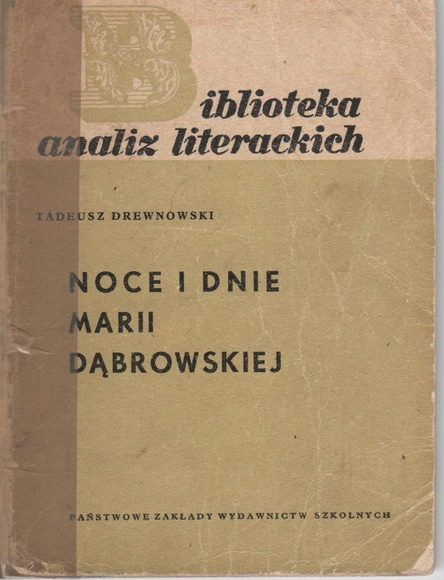 Biblioteka
analiz literackich
TADEUSZ DREWNOWSKI
NOCE I DNIE
MARII
DĄBROWSKIEJ
PAŃSTWOWE ZAKŁADY WYDAWNICTW SZKOLNYCH